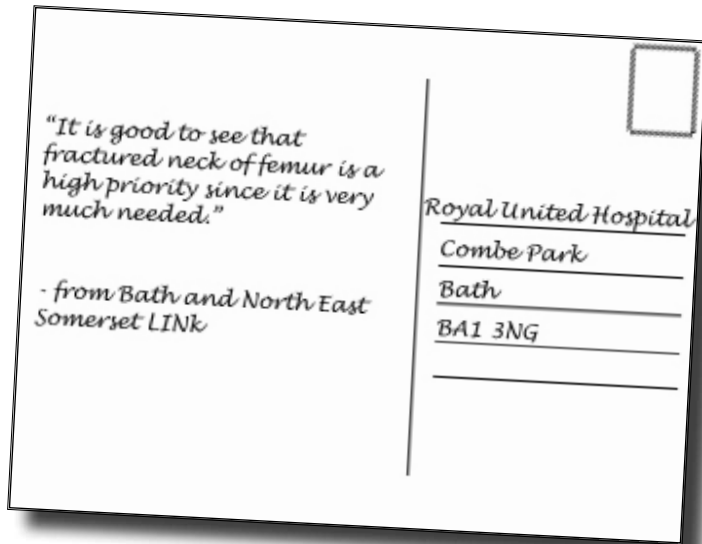 “It is good to see that
fractured neck of femur is a
high priority since it is very
much needed.”
- from Bath and North East
Somerset LINk
Royal United Hospital
Combe Park
Bath
BA1 3NG